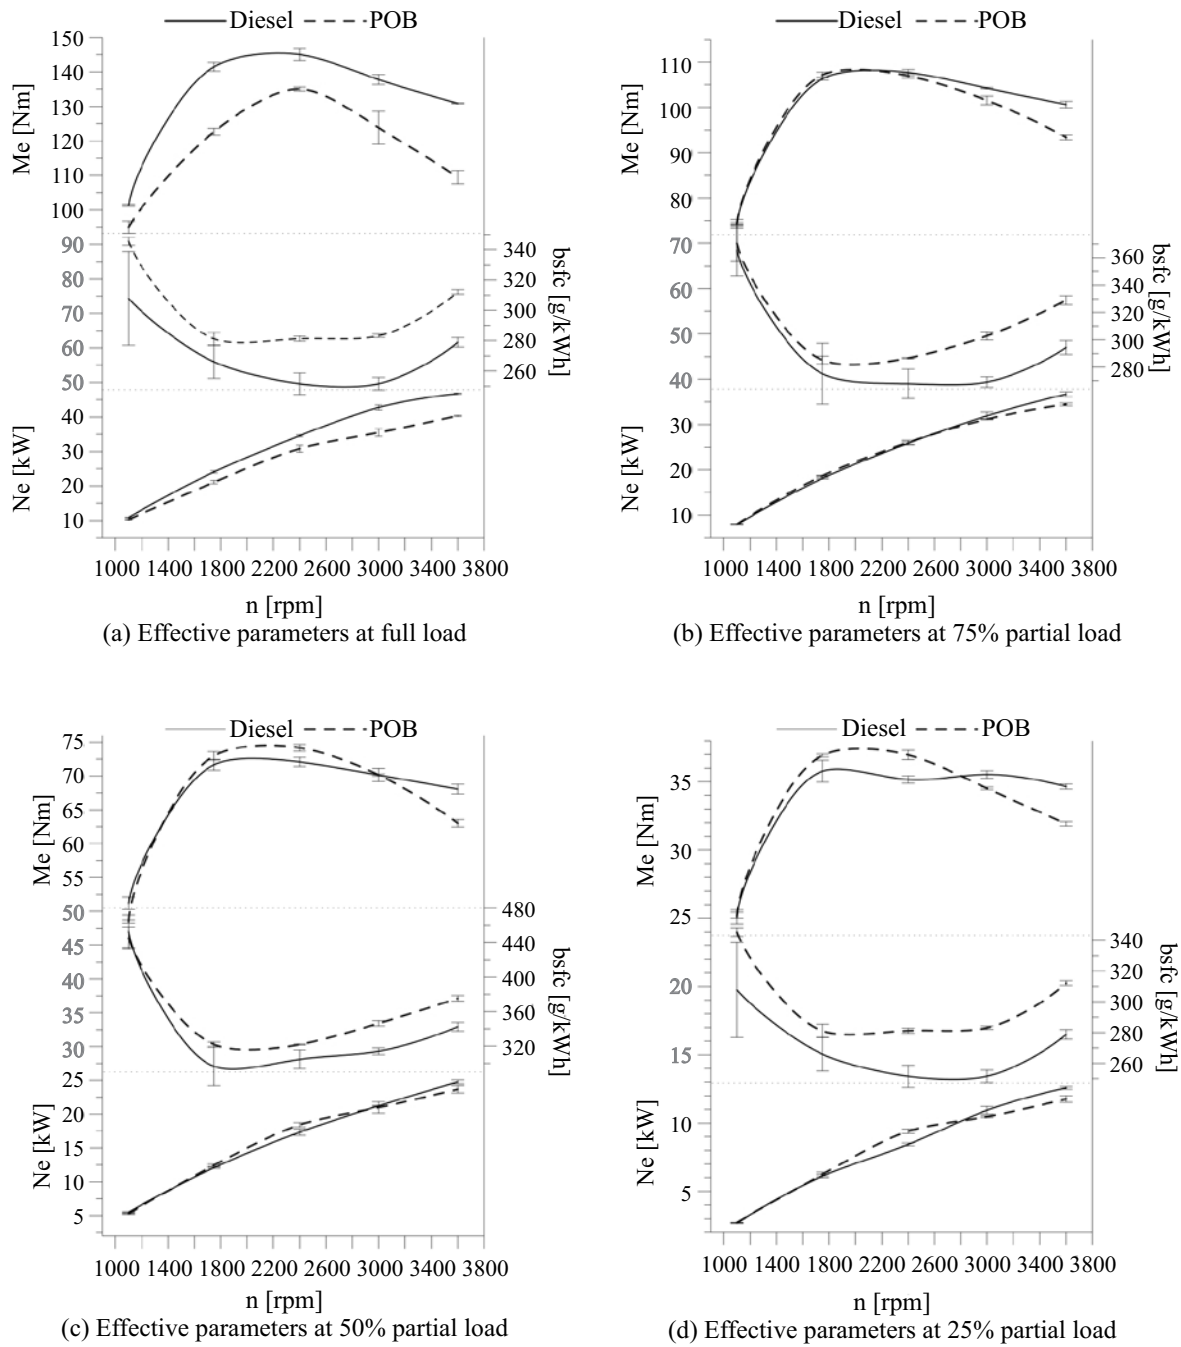 Diesel POB
150
140
130
120
110
100
90
80
70
60
50
40
30
20
10
Me [Nm]
Ne [kW]
340
320
300
280
260
bsfc [g/kWh]
1000 1400 1800 2200 2600 3000 3400 3800
n [rpm]
(a) Effective parameters at full load
Diesel POB
110
100
90
80
70
60
50
40
30
20
10
Me [Nm]
Ne [kW]
360
340
320
300
280
bsfc [g/kWh]
1000 1400 1800 2200 2600 3000 3400 3800
n [rpm]
(b) Effective parameters at 75% partial load
Diesel POB
75
70
65
60
55
50
45
40
35
30
25
20
15
10
5
Me [Nm]
Ne [kW]
480
440
400
360
320
bsfc [g/kWh]
1000 1400 1800 2200 2600 3000 3400 3800
n [rpm]
(c) Effective parameters at 50% partial load
Diesel POB
35
30
25
20
15
10
5
Me [Nm]
Ne [kW]
340
320
300
280
260
bsfc [g/kWh]
1000 1400 1800 2200 2600 3000 3400 3800
n [rpm]
(d) Effective parameters at 25% partial load